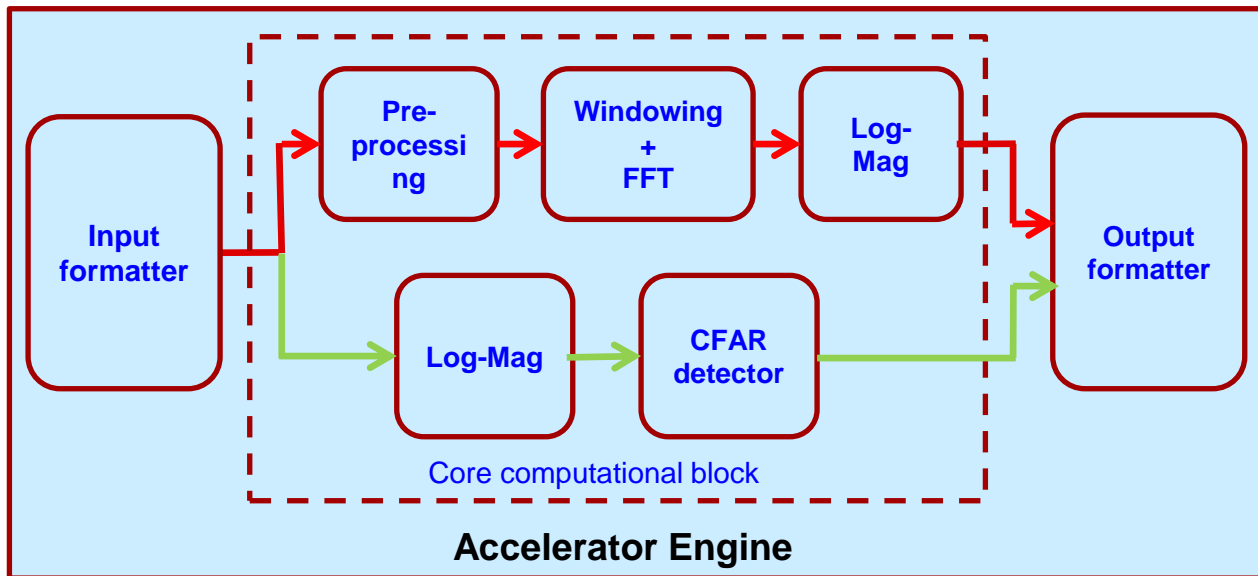 Input
formatter
Pre-
processi
ng
Windowing
+
FFT
Log-
Mag
Log-Mag
CFAR
detector
Output
formatter
Core computational block
Accelerator Engine